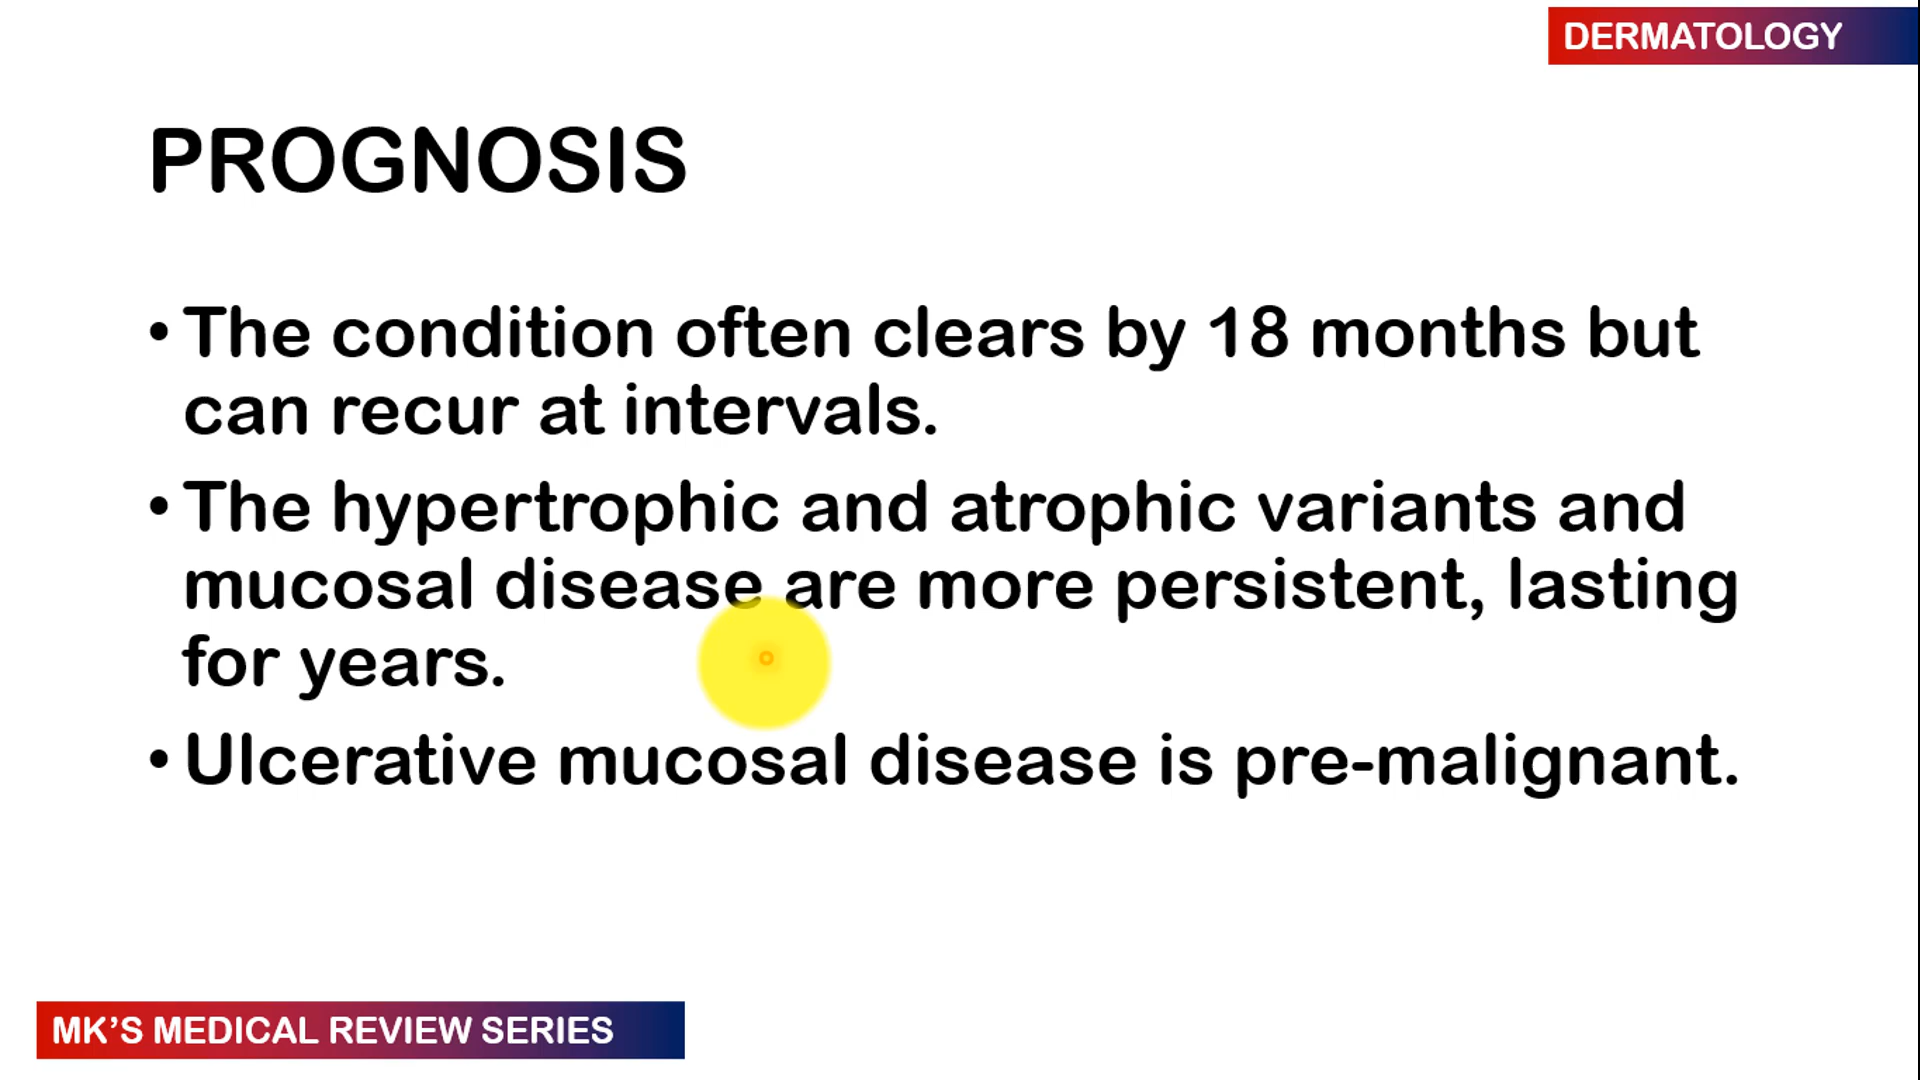 DERMATOLOGY
PROGNOSIS
• The condition often clears by 18 months but
can recur at intervals.
• The hypertrophic and atrophic variants and
mucosal disease are more persistent, lasting
for years.
• Ulcerative mucosal disease is pre-malignant.
MK’S MEDICAL REVIEW SERIES